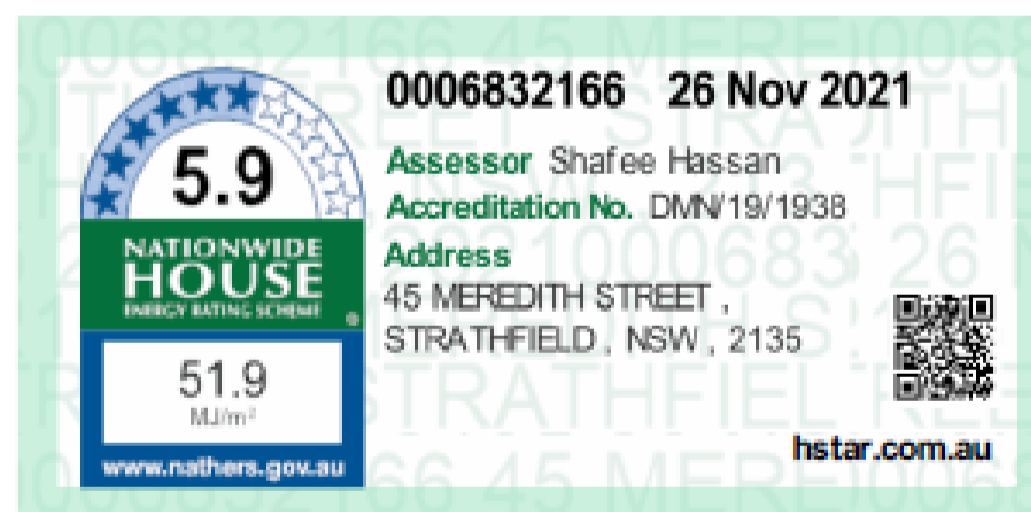 0006832166 26 Nov 2021
5.9
Assessor Shafee Hassan
Accreditation No. DMN/19/1938
NATIONWIDE
HOUSE
ENERGY RATING SCHEME ®
Address
45 MEREDITH STREET ,
STRATHFIELD , NSW , 2135
51.9
MJ/m²
www.nathers.gov.au
hstar.com.au